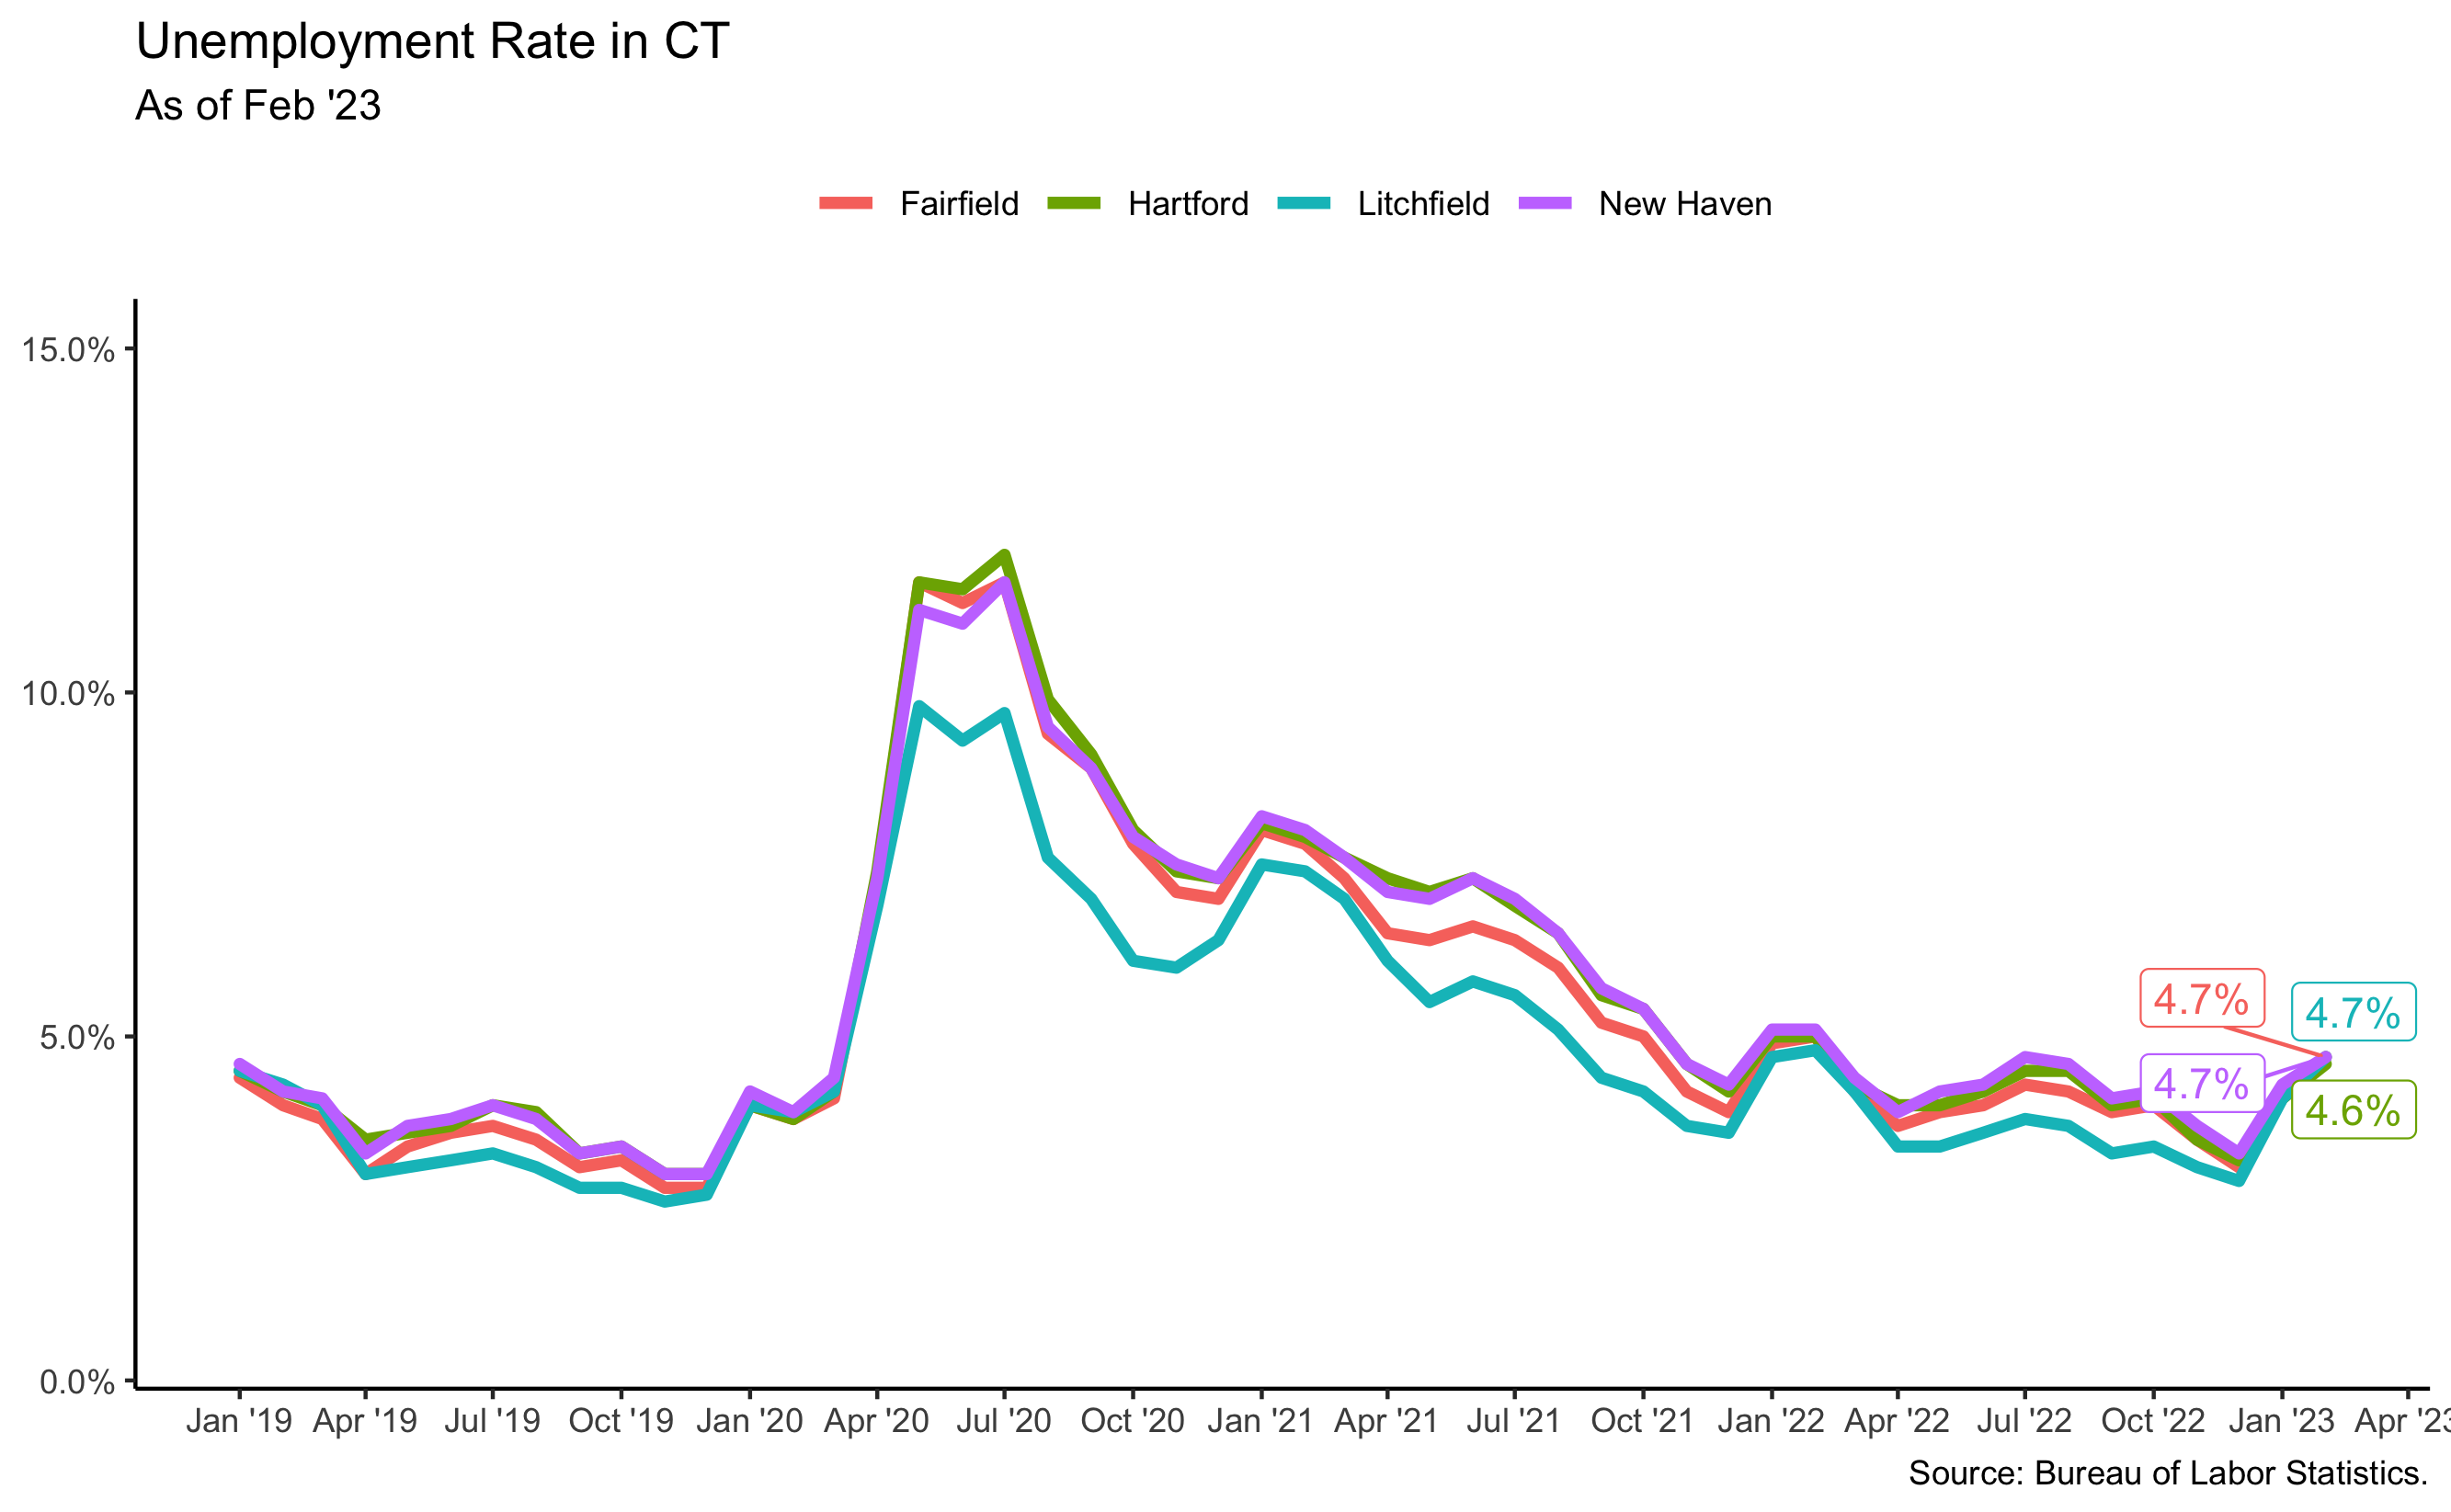 Unemployment Rate in CT
As of Feb '23
Fairfield Hartford Litchfield New Haven
15.0%
10.0%
5.0%
0.0%
4.7%
4.7%
4.7%
4.6%
Jan '19 Apr '19 Jul '19 Oct '19 Jan '20 Apr '20 Jul '20 Oct '20 Jan '21 Apr '21 Jul '21 Oct '21 Jan '22 Apr '22 Jul '22 Oct '22 Jan '23 Apr '23
Source: Bureau of Labor Statistics.